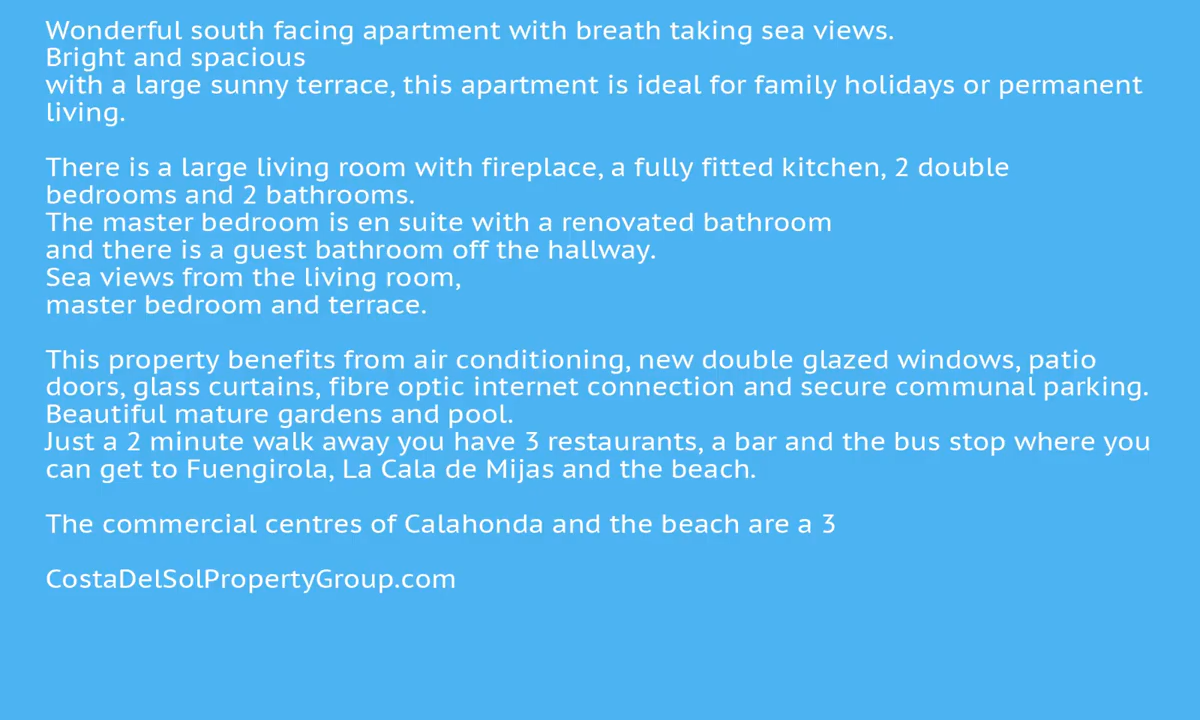 Wonderful south facing apartment with breath taking sea views.
Bright and spacious
with a large sunny terrace, this apartment is ideal for family holidays or permanent
living.
There is a large living room with fireplace, a fully fitted kitchen, 2 double
bedrooms and 2 bathrooms.
The master bedroom is en suite with a renovated bathroom
and there is a guest bathroom off the hallway.
Sea views from the living room,
master bedroom and terrace.
This property benefits from air conditioning, new double glazed windows, patio
doors, glass curtains, fibre optic internet connection and secure communal parking.
Beautiful mature gardens and pool.
Just a 2 minute walk away you have 3 restaurants, a bar and the bus stop where you
can get to Fuengirola, La Cala de Mijas and the beach.
The commercial centres of Calahonda and the beach are a 3
CostaDelSolPropertyGroup.com